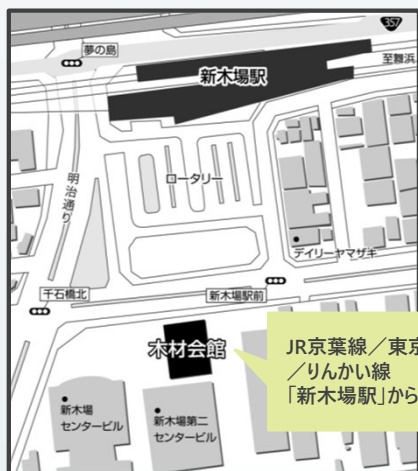 357
夢の島
新木場駅
至舞浜
明治通り
ロータリー
デイリーヤマザキ
千石橋北
新木場駅前
木材会館
JR京葉線／東京
／りんかい線
「新木場駅」から
新木場
センタービル
新木場第二
センタービル